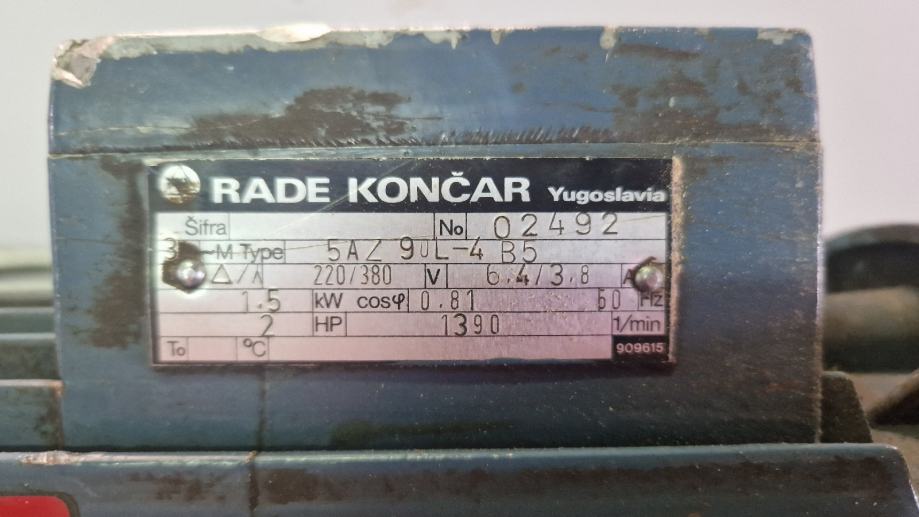 RADE KONČAR Yugoslavia
Šifra No 02492
3 ~M Type 5AZ 90L-4 B5
Δ/⅄ 220/380 V 6.4/3.8 A
1.5 kW cosφ 0.81 Hz
2 HP 1390 1/min
To °C 909615